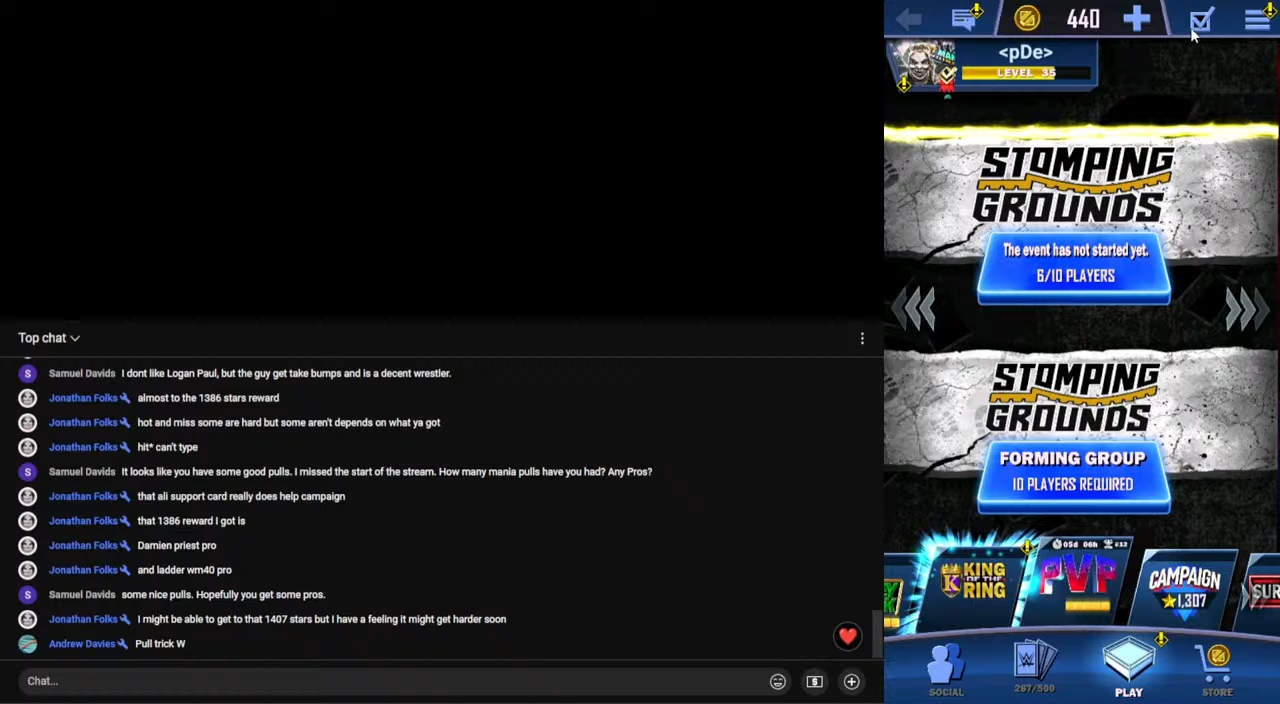 Top chat
Samuel Davids I dont like Logan Paul, but the guy get take bumps and is a decent wrestler.
Jonathan Folks almost to the 1386 stars reward
Jonathan Folks hot and miss some are hard but some aren't depends on what ya got
Jonathan Folks hit* can't type
Samuel Davids It looks like you have some good pulls. I missed the start of the stream. How many mania pulls have you had? Any Pros?
Jonathan Folks that ali support card really does help campaign
Jonathan Folks that 1386 reward I got is
Jonathan Folks Damien priest pro
Jonathan Folks and ladder wm40 pro
Samuel Davids some nice pulls. Hopefully you get some pros.
Jonathan Folks I might be able to get to that 1407 stars but I have a feeling it might get harder soon
Andrew Davies Pull trick W
Chat...
440
<pDe>
LEVEL 35
STOMPING
GROUNDS
The event has not started yet.
6/10 PLAYERS
STOMPING
GROUNDS
FORMING GROUP
10 PLAYERS REQUIRED
KING
OF THE
RING
05d 06h #12
PVP
CAMPAIGN
1,307
SUR
SOCIAL
287/500
PLAY
STORE